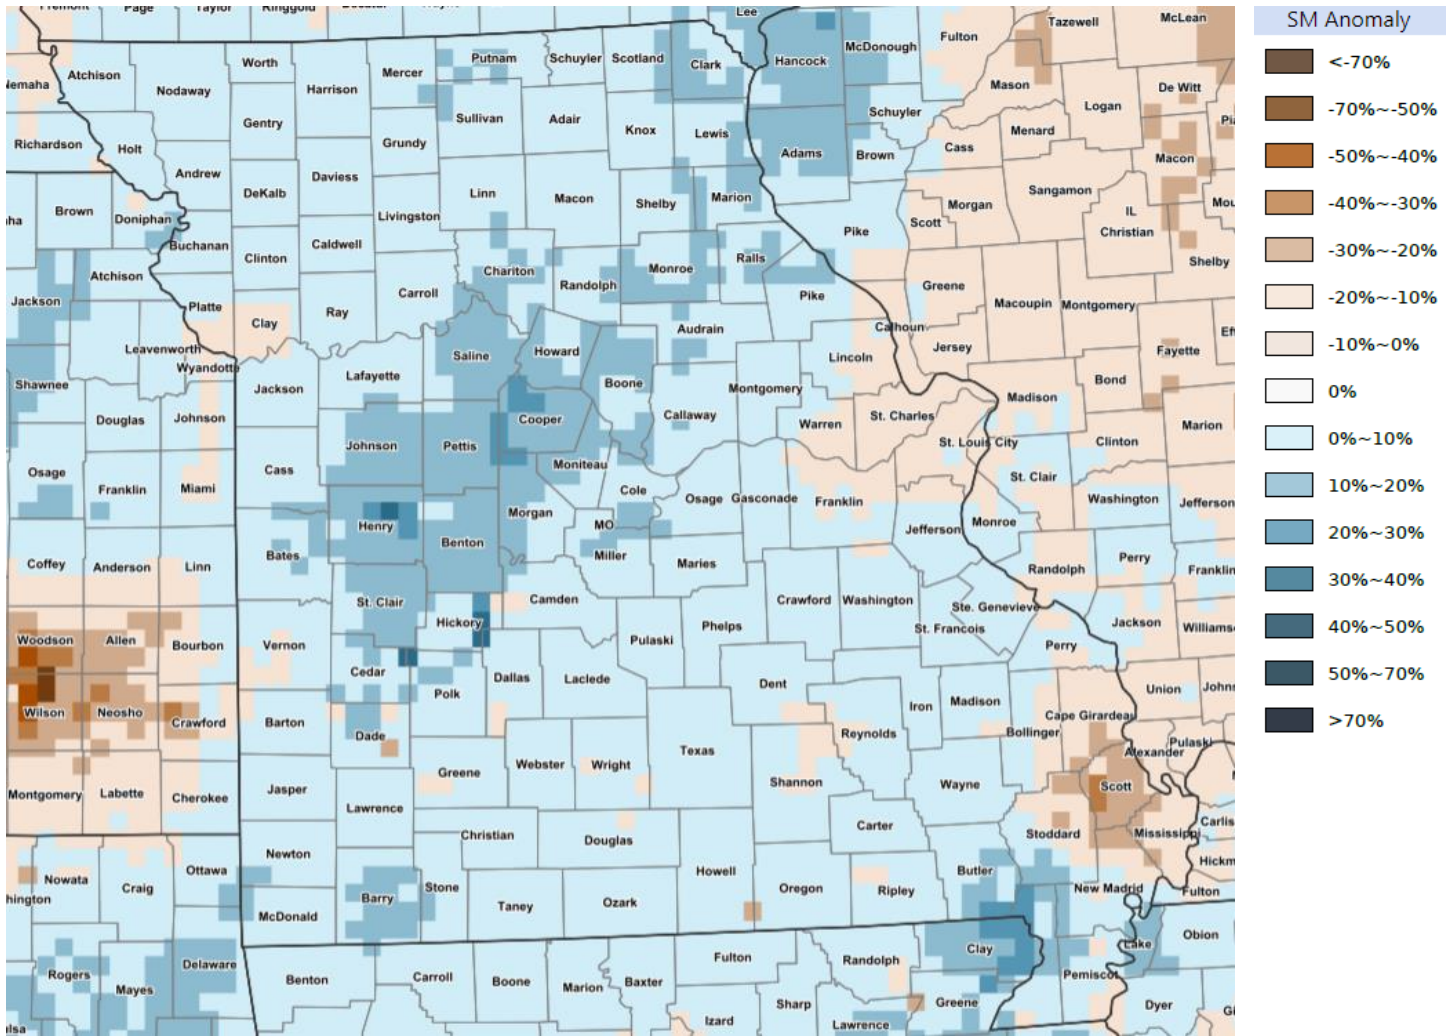 Fremont Page Taylor Ringgold Decatur Wayne Lee
Tazewell McLean
Fulton
McDonough
Putnam Schuyler Scotland Clark Hancock
Worth Mercer
Atchison
Nemaha Nodaway Harrison Mason De Witt
Logan
Gentry Sullivan Adair Schuyler
Knox Lewis Menard
Richardson Holt Grundy Cass Macon
Adams Brown
Andrew Daviess
DeKalb Linn Macon Marion Sangamon
Shelby Morgan
Brown Doniphan Livingston Scott IL
Pike Christian
Buchanan Caldwell
Clinton Ralls Shelby
Atchison Chariton Monroe
Randolph Greene
Jackson Carroll Pike
Platte Ray Macoupin Montgomery
Clay Audrain Calhoun
Leavenworth Saline Howard Lincoln Jersey Fayette
Wyandotte
Shawnee Jackson Lafayette Boone Montgomery Bond
Madison
Douglas Johnson Cooper Callaway Warren St. Charles Marion
Johnson Pettis St. Louis City Clinton
Osage Cass Moniteau St. Clair
Franklin Miami Cole Osage Gasconade Franklin Washington Jefferson
Morgan
Henry MO Jefferson Monroe
Benton
Bates Miller Maries Perry
Coffey Anderson Linn Randolph Franklin
St. Clair Camden Crawford Washington Ste. Genevieve
Hickory Phelps St. Francois Jackson
Woodson Allen Bourbon Vernon Pulaski Perry
Cedar Dallas Laclede Dent
Polk Iron Madison Union
Wilson Neosho Crawford Barton Cape Girardeau
Dade Reynolds Bollinger Pulaski
Texas Alexander
Greene Webster Wright
Montgomery Labette Cherokee Jasper Shannon Wayne Scott
Lawrence
Christian Douglas Carter Stoddard Mississippi
Newton
Nowata Ottawa Howell Butler
Craig Stone Oregon Ripley New Madrid Fulton
Barry
McDonald Taney Ozark
Clay Lake Obion
Rogers Delaware Fulton Randolph
Mayes Benton Carroll Boone Marion Baxter Pemiscot
Sharp Greene Dyer
Izard Lawrence
SM Anomaly
<-70%
-70%~-50%
-50%~-40%
-40%~-30%
-30%~-20%
-20%~-10%
-10%~0%
0%
0%~10%
10%~20%
20%~30%
30%~40%
40%~50%
50%~70%
>70%